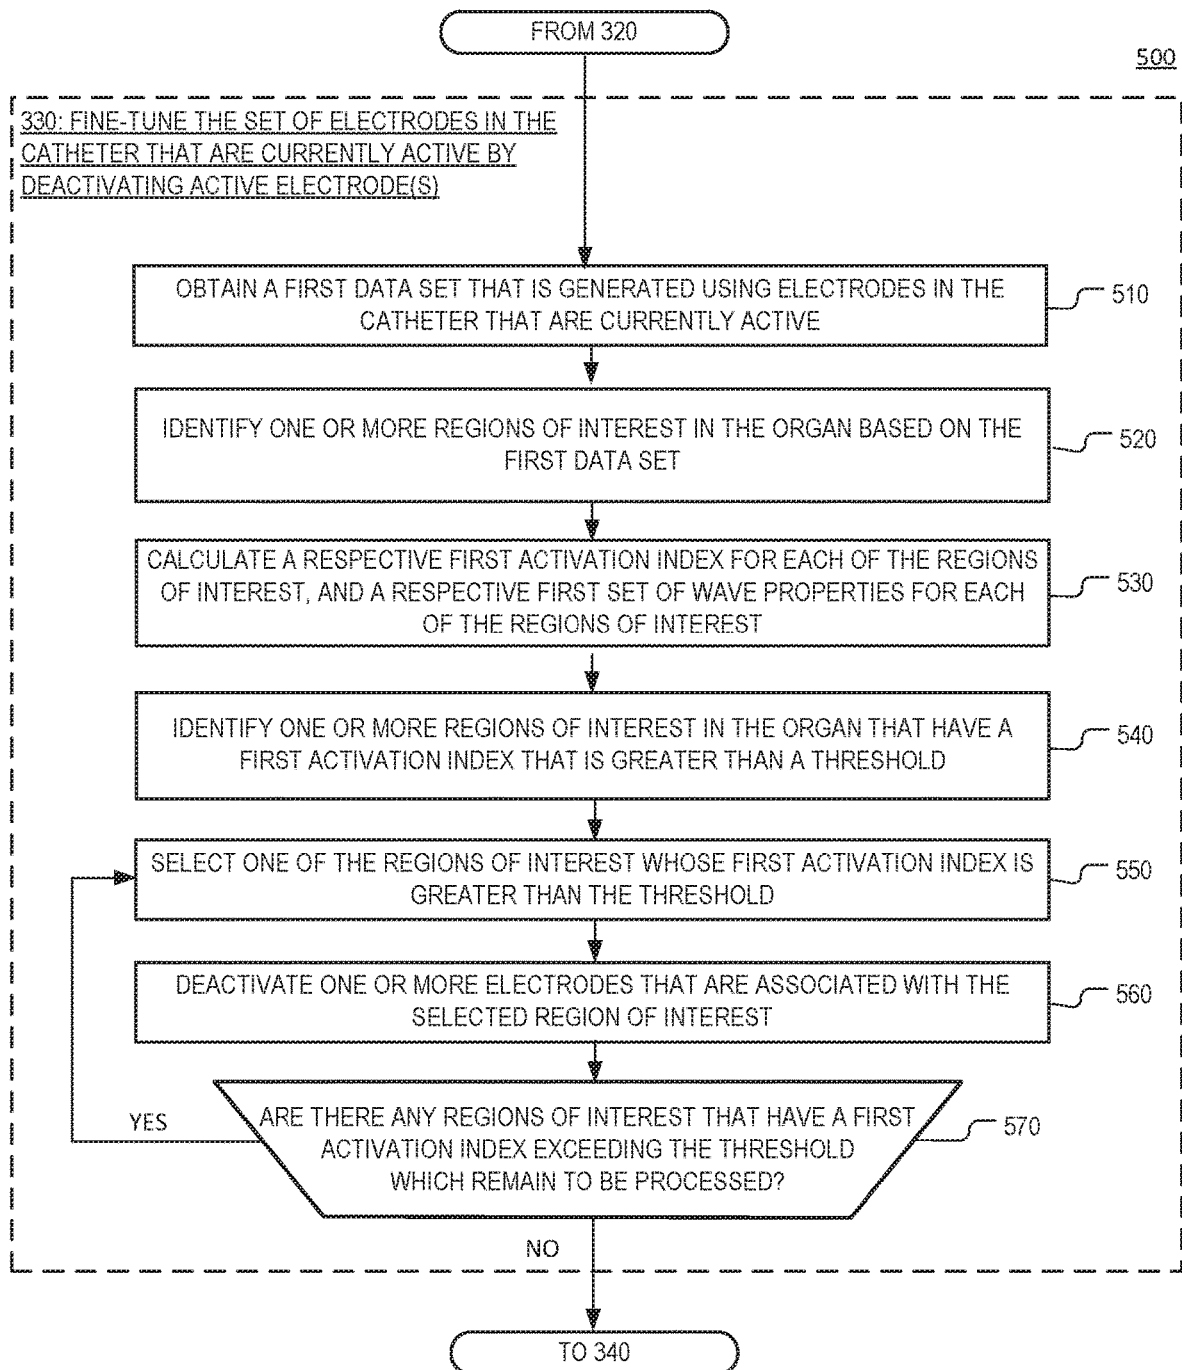 FROM 320
500
330: FINE-TUNE THE SET OF ELECTRODES IN THE
CATHETER THAT ARE CURRENTLY ACTIVE BY
DEACTIVATING ACTIVE ELECTRODE(S)
OBTAIN A FIRST DATA SET THAT IS GENERATED USING ELECTRODES IN THE
CATHETER THAT ARE CURRENTLY ACTIVE
510
IDENTIFY ONE OR MORE REGIONS OF INTEREST IN THE ORGAN BASED ON THE
FIRST DATA SET
520
CALCULATE A RESPECTIVE FIRST ACTIVATION INDEX FOR EACH OF THE REGIONS
OF INTEREST, AND A RESPECTIVE FIRST SET OF WAVE PROPERTIES FOR EACH
OF THE REGIONS OF INTEREST
530
IDENTIFY ONE OR MORE REGIONS OF INTEREST IN THE ORGAN THAT HAVE A
FIRST ACTIVATION INDEX THAT IS GREATER THAN A THRESHOLD
540
SELECT ONE OF THE REGIONS OF INTEREST WHOSE FIRST ACTIVATION INDEX IS
GREATER THAN THE THRESHOLD
550
DEACTIVATE ONE OR MORE ELECTRODES THAT ARE ASSOCIATED WITH THE
SELECTED REGION OF INTEREST
560
YES
ARE THERE ANY REGIONS OF INTEREST THAT HAVE A FIRST
ACTIVATION INDEX EXCEEDING THE THRESHOLD
WHICH REMAIN TO BE PROCESSED?
570
NO
TO 340